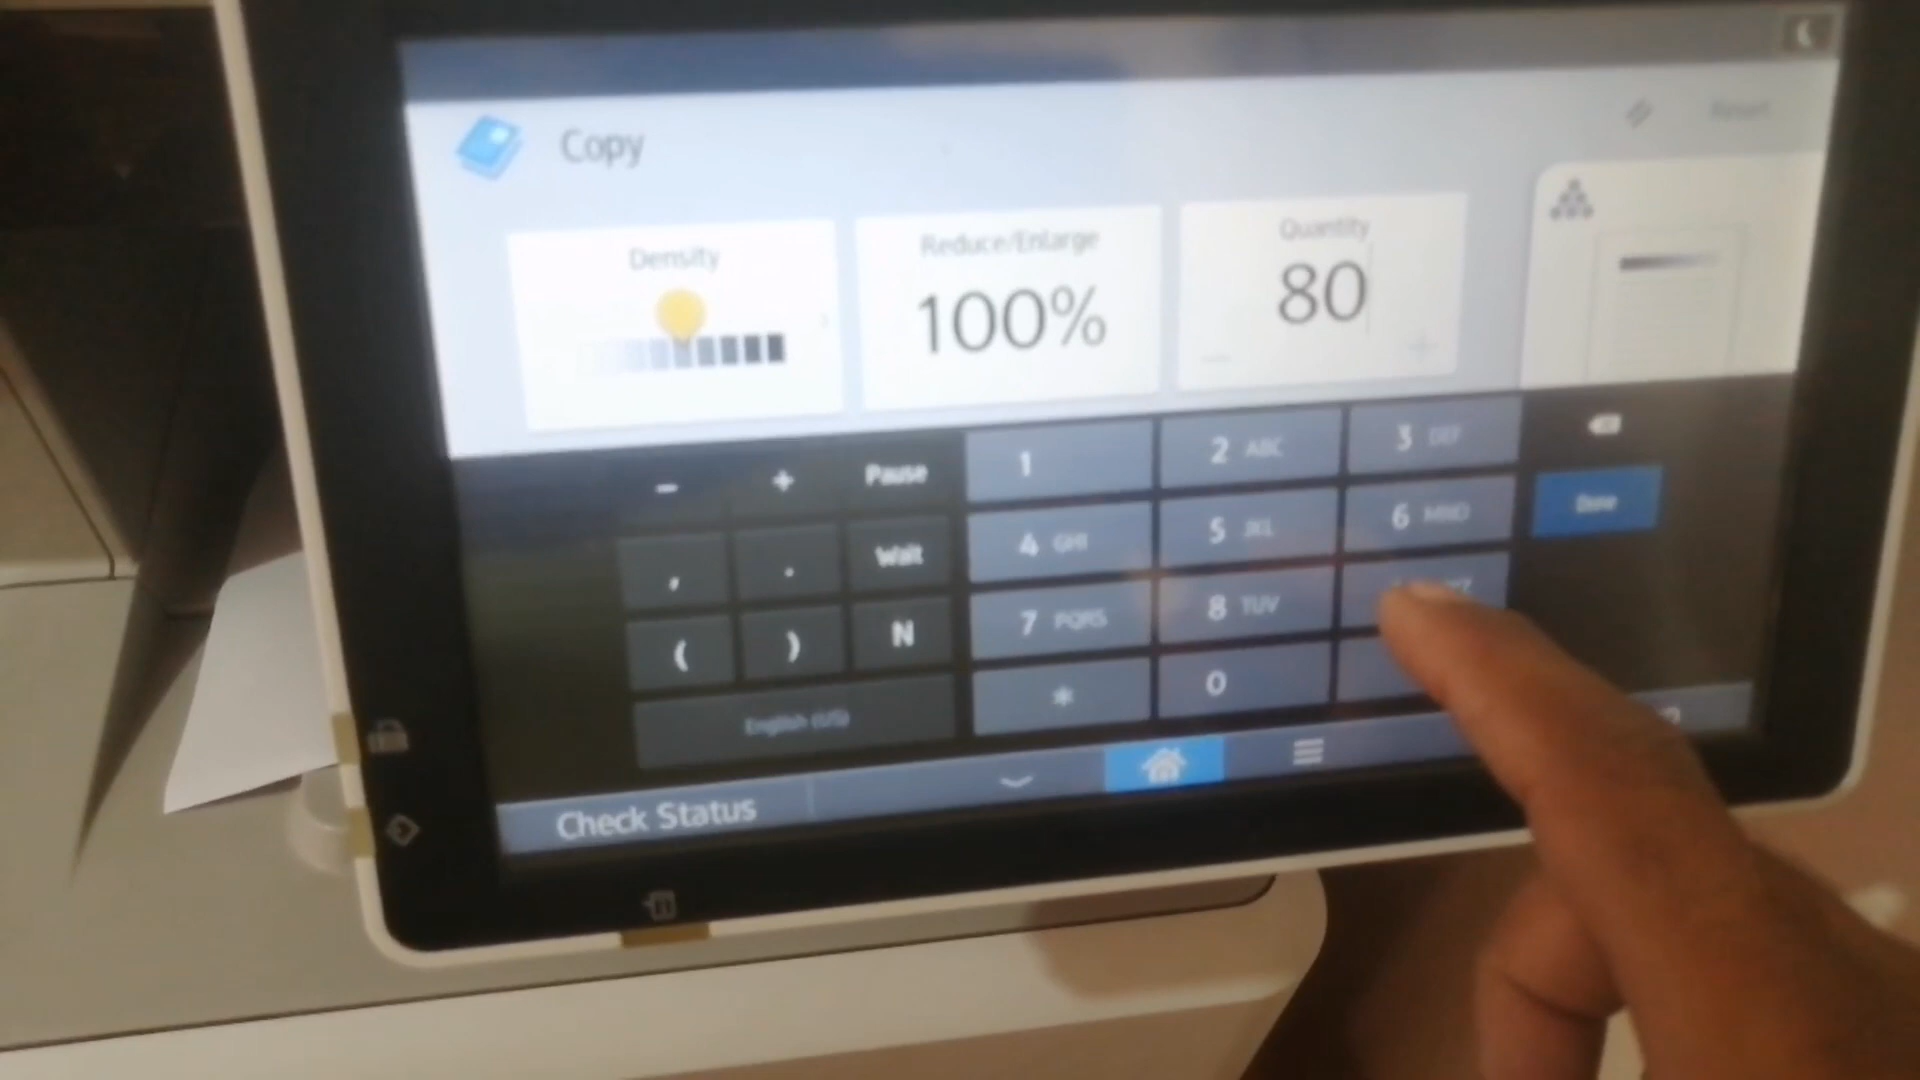 Copy
Reset
Density
Reduce/Enlarge
100%
Quantity
80
− +
− + Pause
1
2 ABC
3 DEF
, . Wait
4 GHI
5 JKL
6 MNO
Done
( ) N
7 PQRS
8 TUV
English (US)
*
0
Check Status